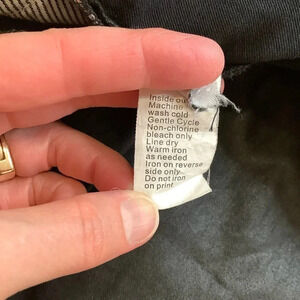 Inside out
Machine
wash cold
Gentle Cycle
Non-chlorine
bleach only
Line dry
Warm iron
as needed
Iron on reverse
side only
Do not iron
on print